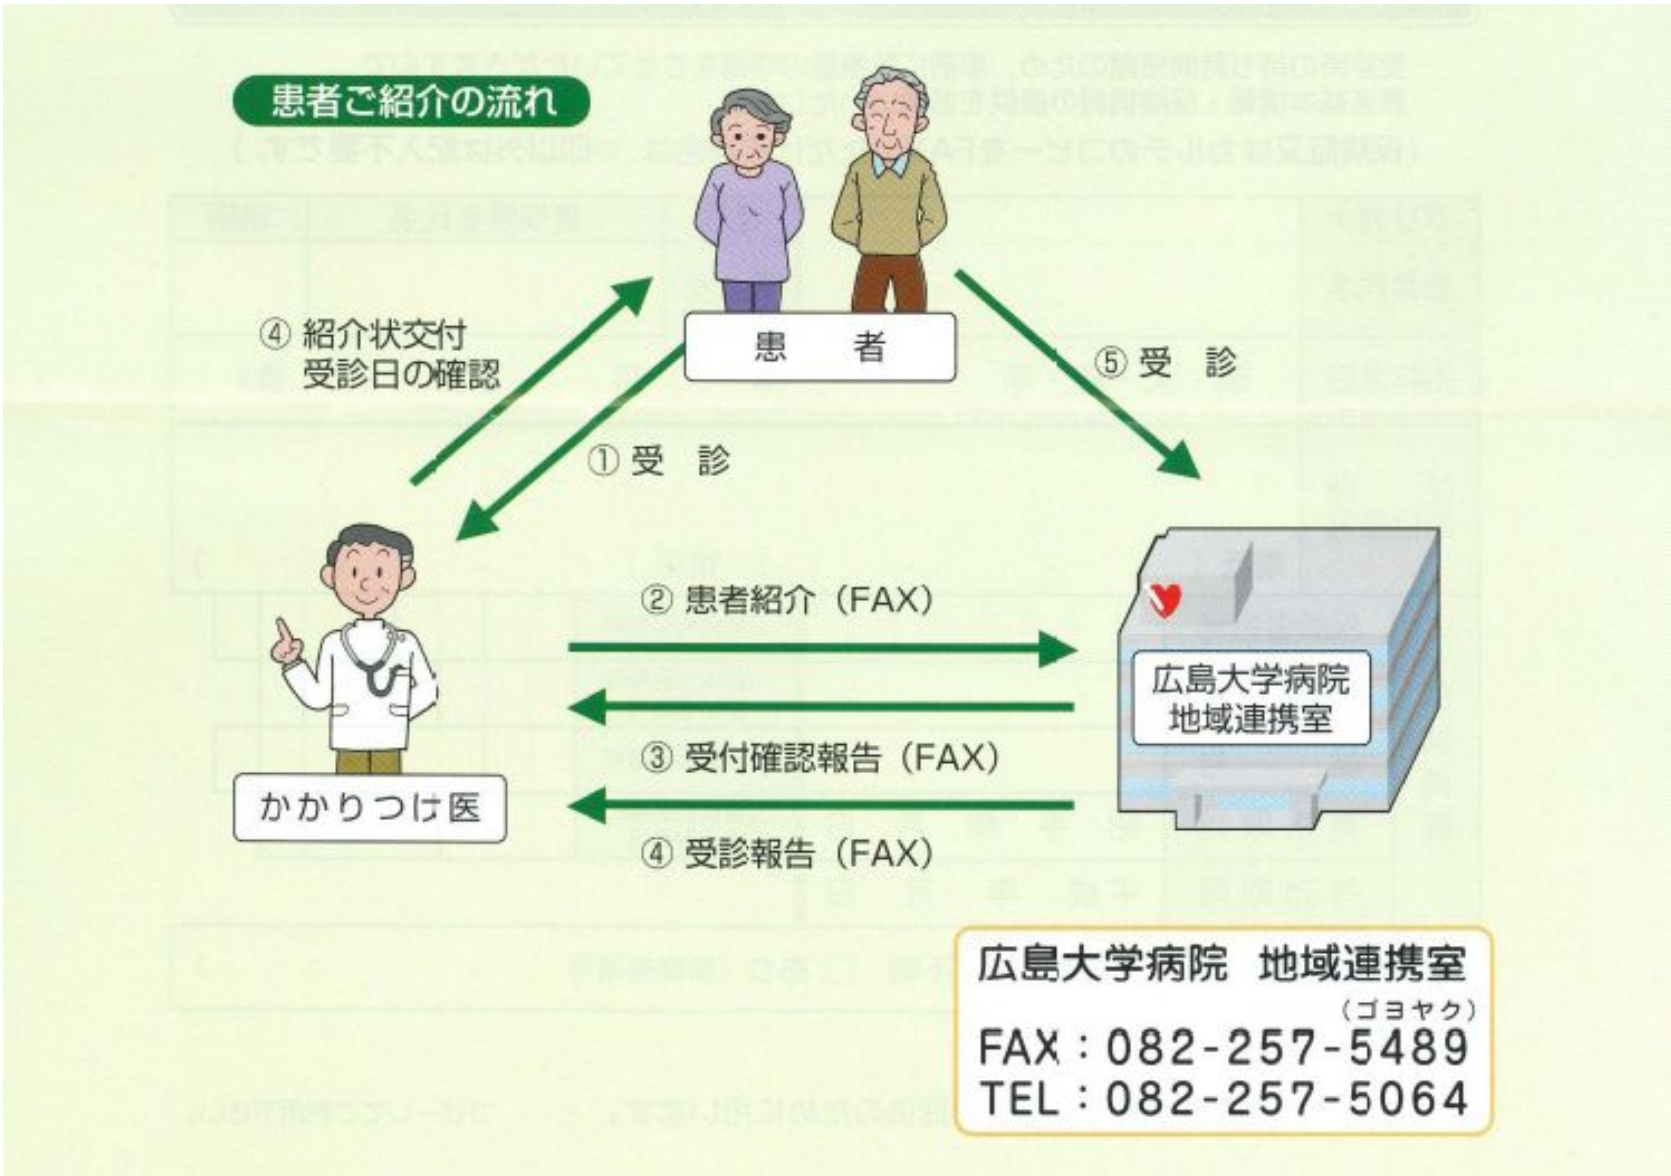 患者ご紹介の流れ
患 者
④ 紹介状交付
受診日の確認
⑤ 受 診
① 受 診
② 患者紹介（FAX）
広島大学病院
地域連携室
③ 受付確認報告（FAX）
かかりつけ医
④ 受診報告（FAX）
広島大学病院 地域連携室
（ゴヨヤク）
FAX：082-257-5489
TEL：082-257-5064